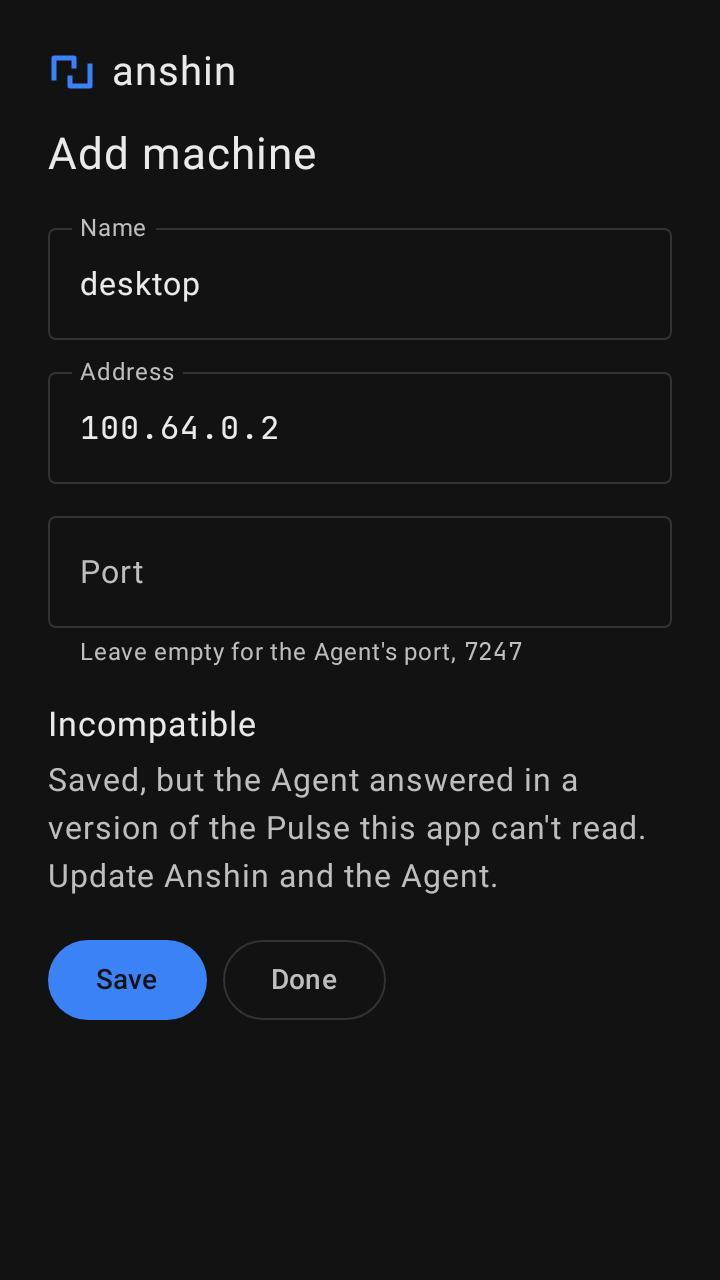 anshin
Add machine
Name
desktop
Address
100.64.0.2
Port
Leave empty for the Agent's port, 7247
Incompatible
Saved, but the Agent answered in a
version of the Pulse this app can't read.
Update Anshin and the Agent.
Save
Done